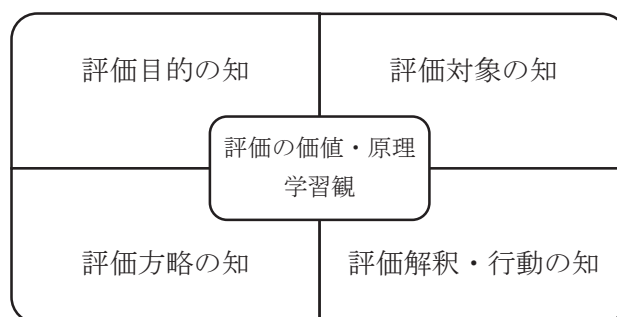 評価目的の知
評価対象の知
評価の価値・原理
学習観
評価方略の知
評価解釈・行動の知